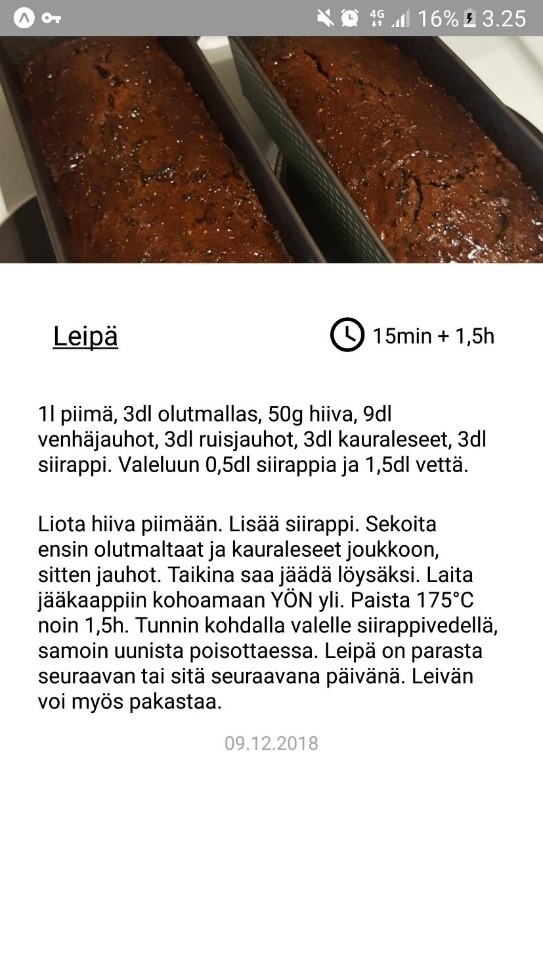 4G 16% 3.25
Leipä
15min + 1,5h
1l piimä, 3dl olutmallas, 50g hiiva, 9dl
venhäjauhot, 3dl ruisjauhot, 3dl kauraleseet, 3dl
siirappi. Valeluun 0,5dl siirappia ja 1,5dl vettä.
Liota hiiva piimään. Lisää siirappi. Sekoita
ensin olutmaltaat ja kauraleseet joukkoon,
sitten jauhot. Taikina saa jäädä löysäksi. Laita
jääkaappiin kohoamaan YÖN yli. Paista 175°C
noin 1,5h. Tunnin kohdalla valelle siirappivedellä,
samoin uunista poisottaessa. Leipä on parasta
seuraavan tai sitä seuraavana päivänä. Leivän
voi myös pakastaa.
09.12.2018